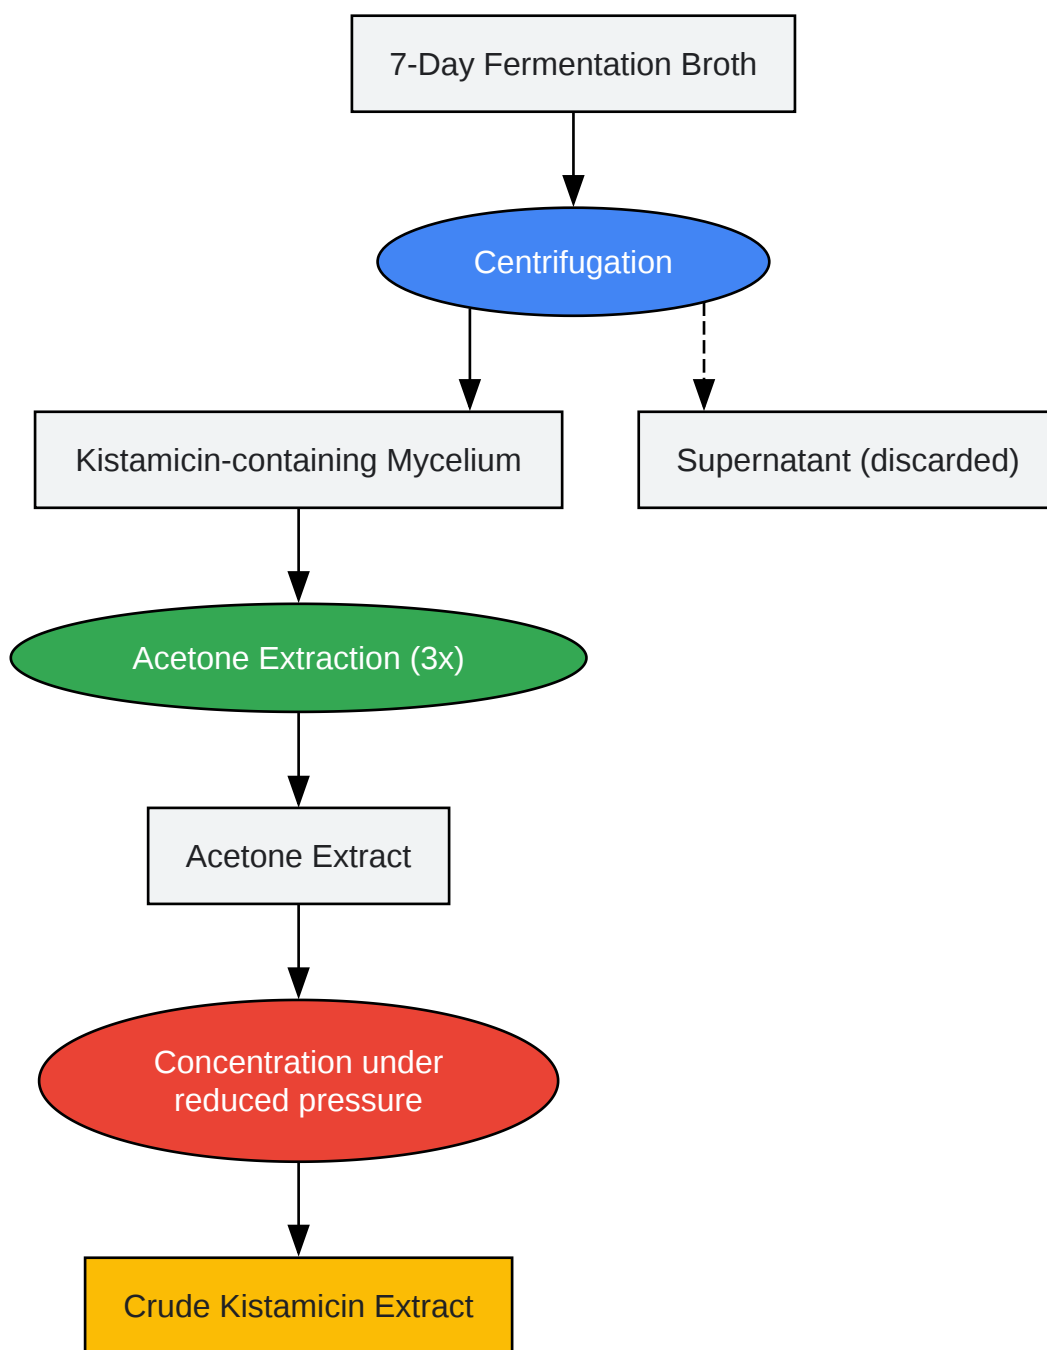 7-Day Fermentation Broth
Centrifugation
Kistamicin-containing Mycelium
Supernatant (discarded)
Acetone Extraction (3x)
Acetone Extract
Concentration under
reduced pressure
Crude Kistamicin Extract